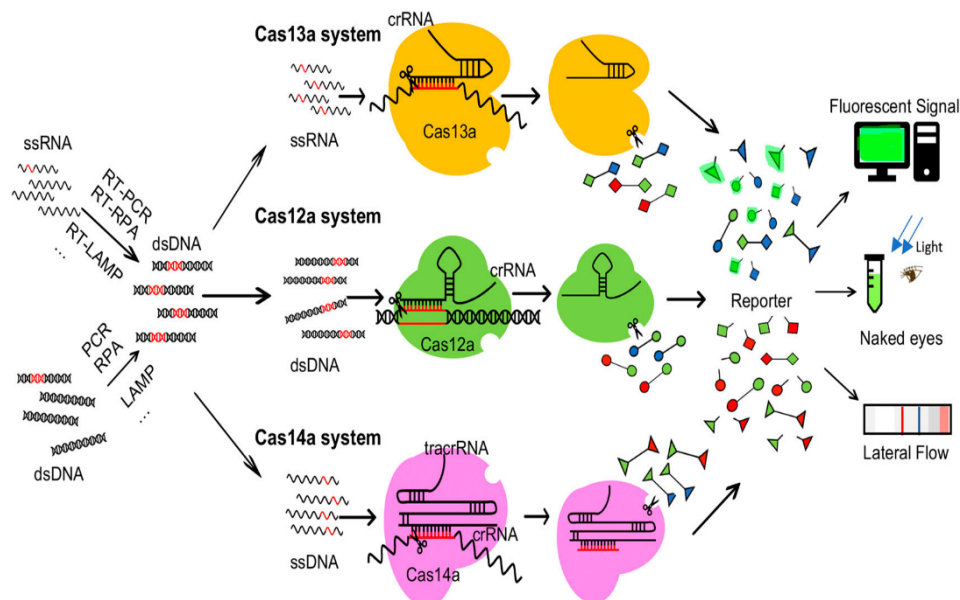 Cas13a system
crRNA
ssRNA
Cas13a
Fluorescent Signal
ssRNA
RT-PCR
RT-RPA
RT-LAMP
...
dsDNA
Cas12a system
crRNA
dsDNA
Cas12a
Reporter
Light
Naked eyes
PCR
RPA
LAMP
...
dsDNA
Cas14a system
tracrRNA
ssDNA
crRNA
Cas14a
Lateral Flow